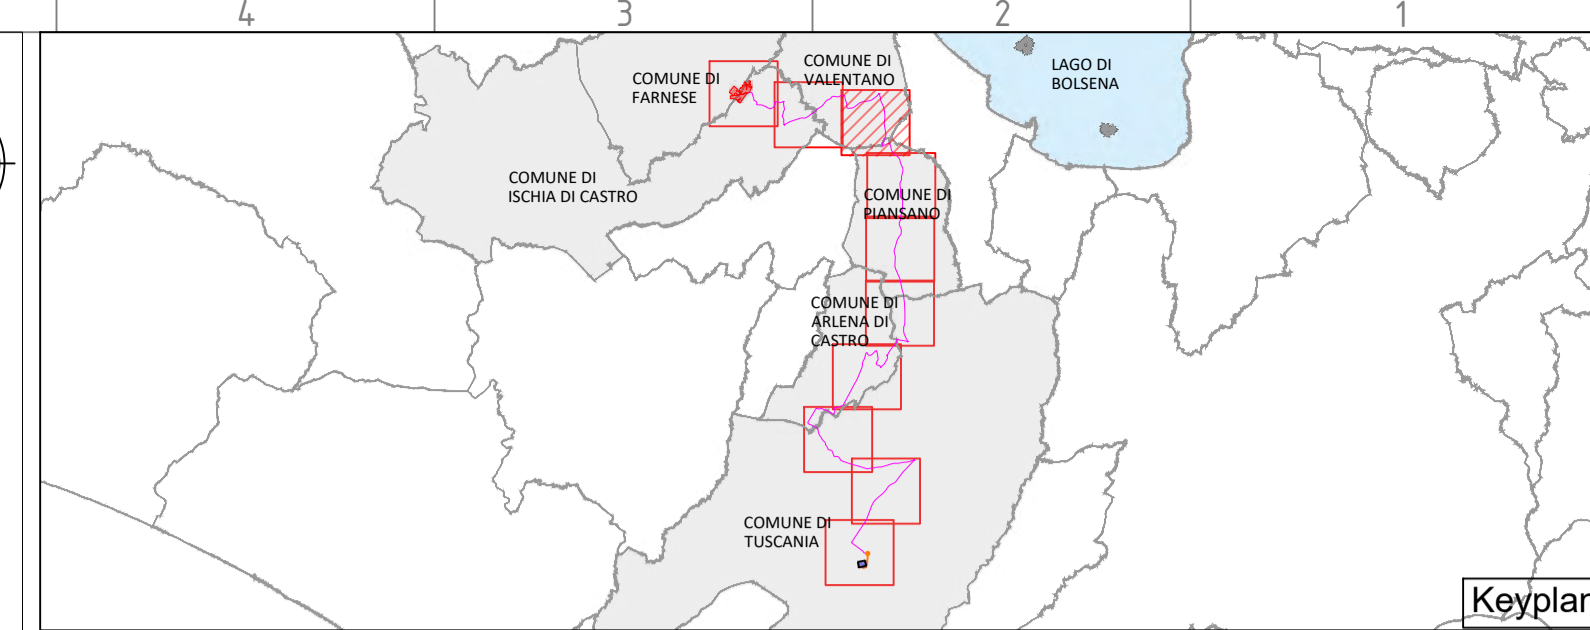 4 3 2 1
COMUNE DI
VALENTANO
LAGO DI
BOLSENA
COMUNE DI
FARNESE
COMUNE DI
ISCHIA DI CASTRO
COMUNE DI
PIANSANO
COMUNE DI
ARLENA DI
CASTRO
COMUNE DI
TUSCANIA
Keyplan